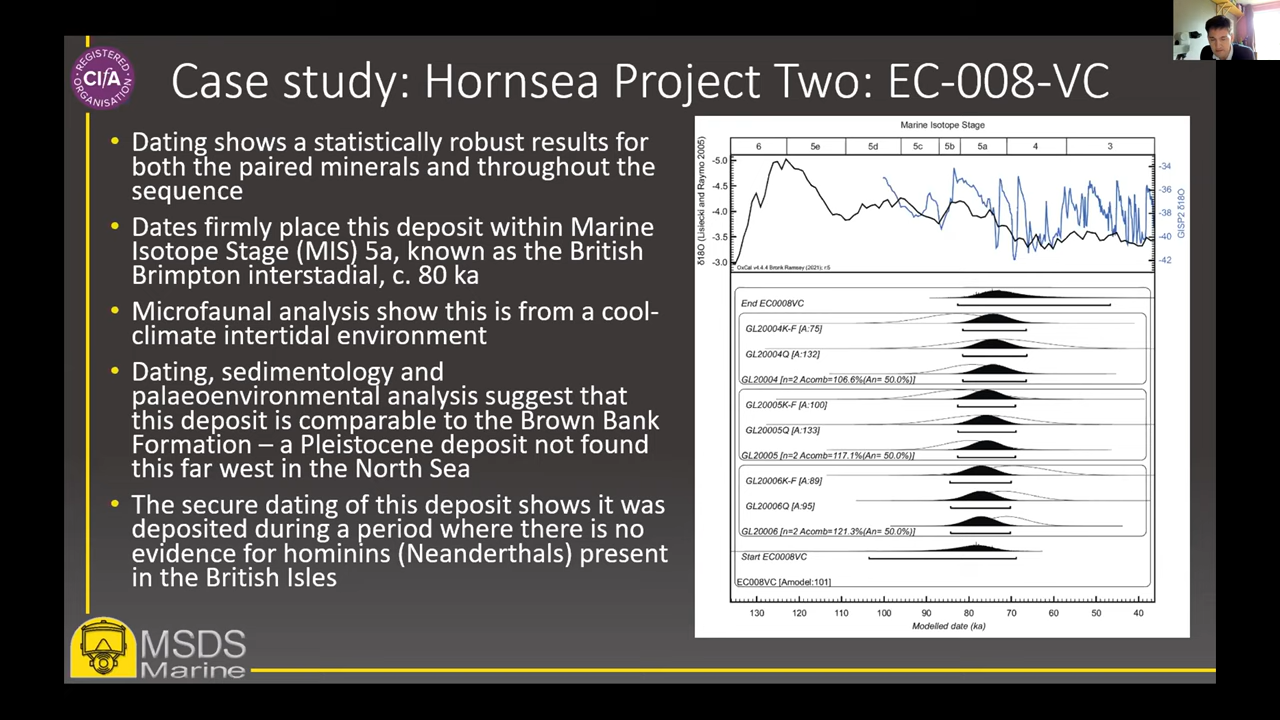 REGISTERED
CIfA
ORGANISATION
Case study: Hornsea Project Two: EC-008-VC
• Dating shows a statistically robust results for
both the paired minerals and throughout the
sequence
• Dates firmly place this deposit within Marine
Isotope Stage (MIS) 5a, known as the British
Brimpton interstadial, c. 80 ka
• Microfaunal analysis show this is from a cool-
climate intertidal environment
• Dating, sedimentology and
palaeoenvironmental analysis suggest that
this deposit is comparable to the Brown Bank
Formation – a Pleistocene deposit not found
this far west in the North Sea
• The secure dating of this deposit shows it was
deposited during a period where there is no
evidence for hominins (Neanderthals) present
in the British Isles
Marine Isotope Stage
6 5e 5d 5c 5b 5a 4 3
δ18O (Lisiecki and Raymo 2005)
-5.0
-4.5
-4.0
-3.5
-3.0
-34
-36
-38
-40
-42
GISP2 δ18O
OxCal v4.4.4 Bronk Ramsey (2021); r:5
End EC0008VC
GL20004K-F [A:75]
GL20004Q [A:132]
GL20004 [n=2 Acomb=106.6%(An= 50.0%)]
GL20005K-F [A:100]
GL20005Q [A:133]
GL20005 [n=2 Acomb=117.1%(An= 50.0%)]
GL20006K-F [A:89]
GL20006Q [A:95]
GL20006 [n=2 Acomb=121.3%(An= 50.0%)]
Start EC0008VC
EC008VC [Amodel:101]
130 120 110 100 90 80 70 60 50 40
Modelled date (ka)
MSDS
Marine